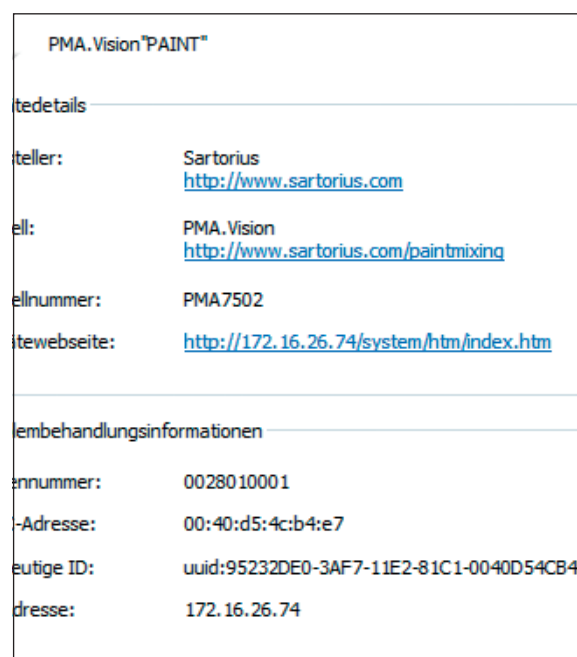 PMA.Vision"PAINT"
itedetails
steller: Sartorius
http://www.sartorius.com
ell: PMA.Vision
http://www.sartorius.com/paintmixing
ellnummer: PMA7502
itewebseite: http://172.16.26.74/system/htm/index.htm
lembehandlungsinformationen
ennummer: 0028010001
-Adresse: 00:40:d5:4c:b4:e7
eutige ID: uuid:95232DE0-3AF7-11E2-81C1-0040D54CB4
dresse: 172.16.26.74